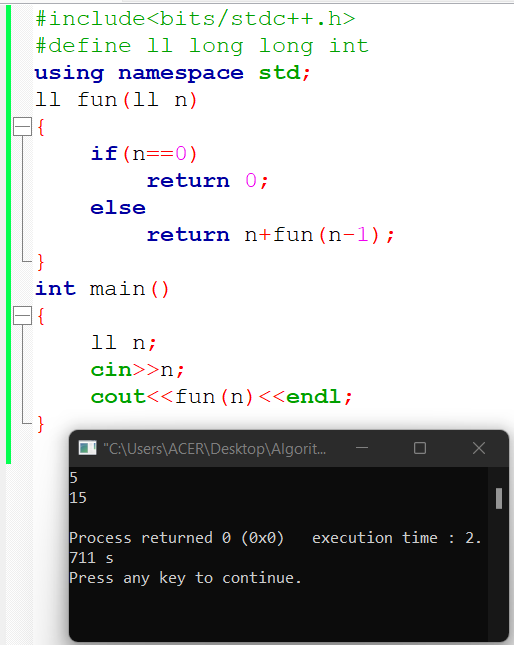 #include<bits/stdc++.h>
#define ll long long int
using namespace std;
ll fun(ll n)
{
    if(n==0)
        return 0;
    else
        return n+fun(n-1);
}
int main()
{
    ll n;
    cin>>n;
    cout<<fun(n)<<endl;
}
"C:\Users\ACER\Desktop\Algorit...
5
15
Process returned 0 (0x0)   execution time : 2.
711 s
Press any key to continue.